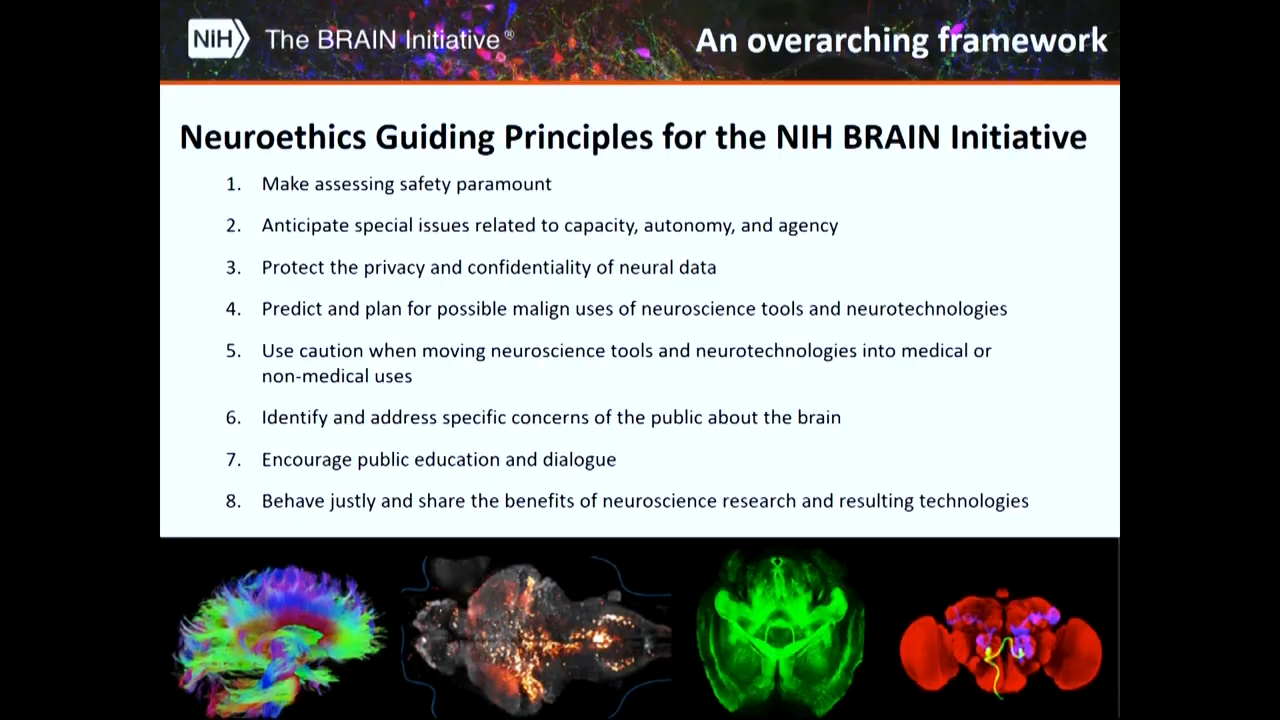 NIH The BRAIN Initiative® An overarching framework
Neuroethics Guiding Principles for the NIH BRAIN Initiative
1. Make assessing safety paramount
2. Anticipate special issues related to capacity, autonomy, and agency
3. Protect the privacy and confidentiality of neural data
4. Predict and plan for possible malign uses of neuroscience tools and neurotechnologies
5. Use caution when moving neuroscience tools and neurotechnologies into medical or
non-medical uses
6. Identify and address specific concerns of the public about the brain
7. Encourage public education and dialogue
8. Behave justly and share the benefits of neuroscience research and resulting technologies